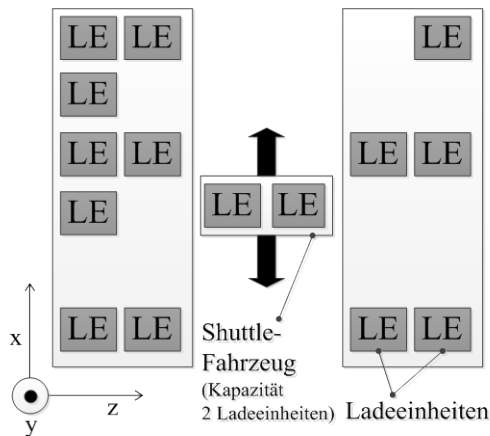 LE LE LE
LE
LE LE LE LE
LE LE LE
LE LE LE LE
x
y
z
Shuttle-
Fahrzeug
(Kapazität
2 Ladeeinheiten)
Ladeeinheiten